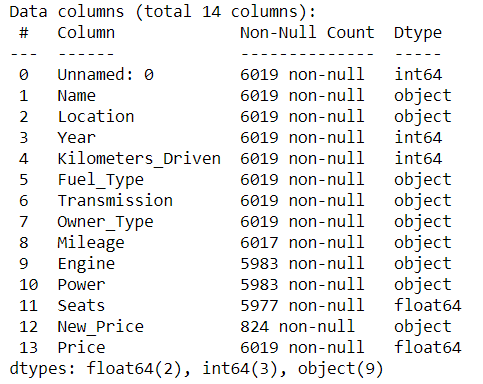 Data columns (total 14 columns):
 #   Column             Non-Null Count  Dtype
---  ------             --------------  -----
 0   Unnamed: 0         6019 non-null   int64
 1   Name               6019 non-null   object
 2   Location           6019 non-null   object
 3   Year               6019 non-null   int64
 4   Kilometers_Driven  6019 non-null   int64
 5   Fuel_Type          6019 non-null   object
 6   Transmission       6019 non-null   object
 7   Owner_Type         6019 non-null   object
 8   Mileage            6017 non-null   object
 9   Engine             5983 non-null   object
 10  Power              5983 non-null   object
 11  Seats              5977 non-null   float64
 12  New_Price          824 non-null    object
 13  Price              6019 non-null   float64
dtypes: float64(2), int64(3), object(9)